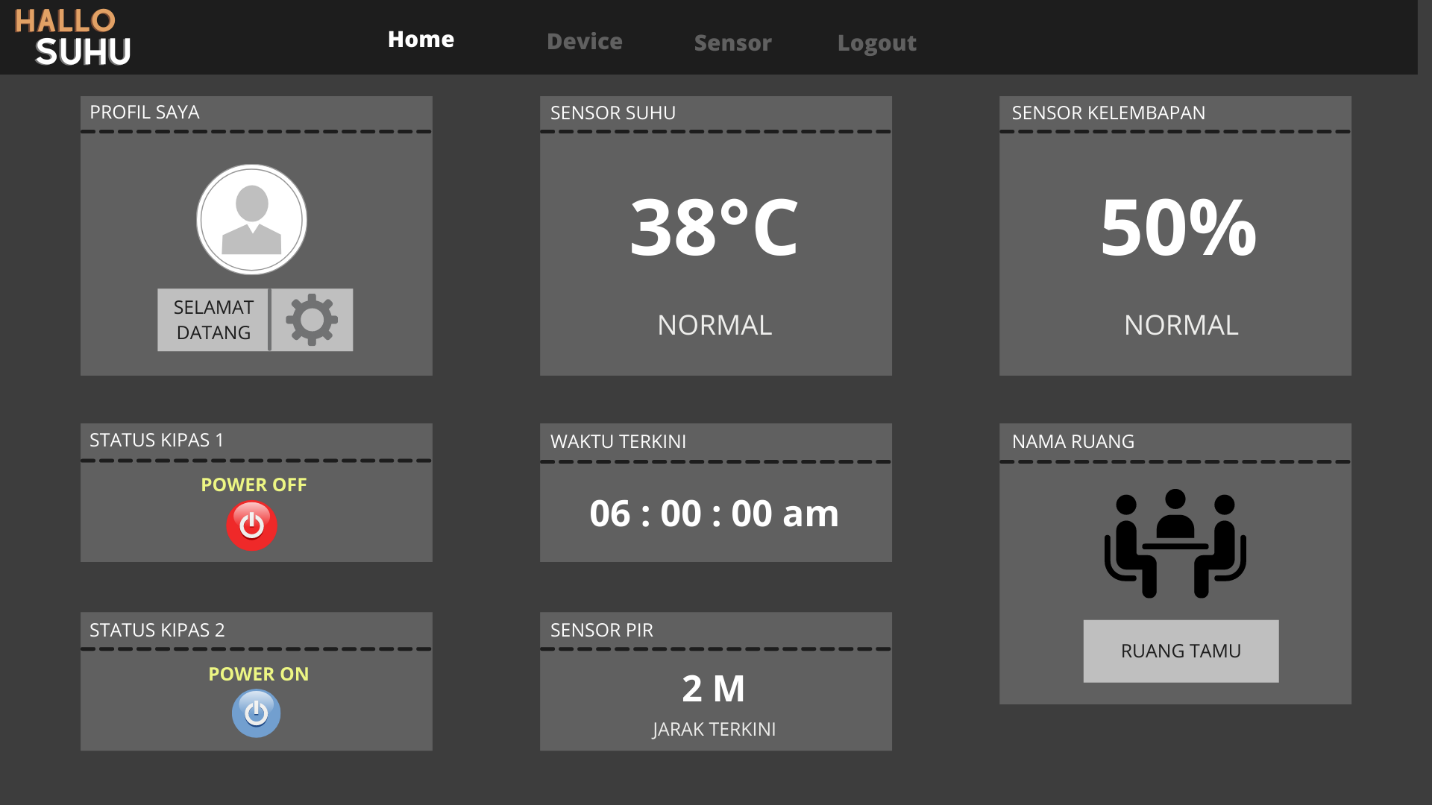 HALLO
SUHU
Home
Device
Sensor
Logout
PROFIL SAYA
SELAMAT
DATANG
SENSOR SUHU
38°C
NORMAL
SENSOR KELEMBAPAN
50%
NORMAL
STATUS KIPAS 1
POWER OFF
WAKTU TERKINI
06 : 00 : 00 am
NAMA RUANG
RUANG TAMU
STATUS KIPAS 2
POWER ON
SENSOR PIR
2 M
JARAK TERKINI